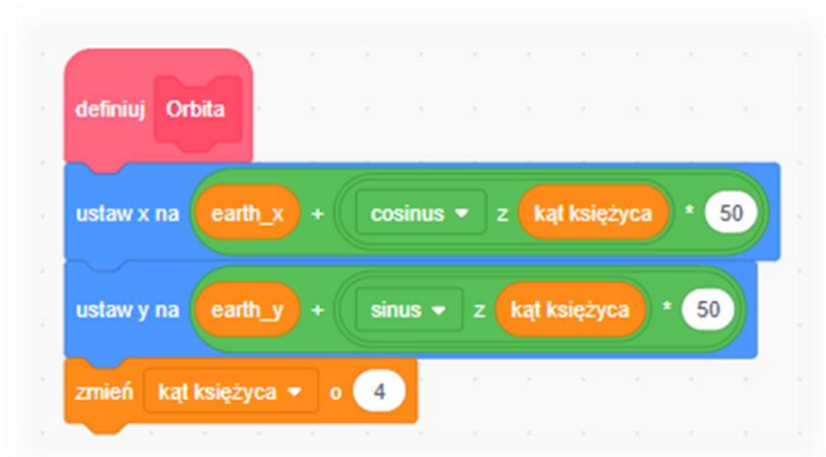 definiuj Orbita
ustaw x na earth_x + cosinus z kąt księżyca * 50
ustaw y na earth_y + sinus z kąt księżyca * 50
zmień kąt księżyca o 4